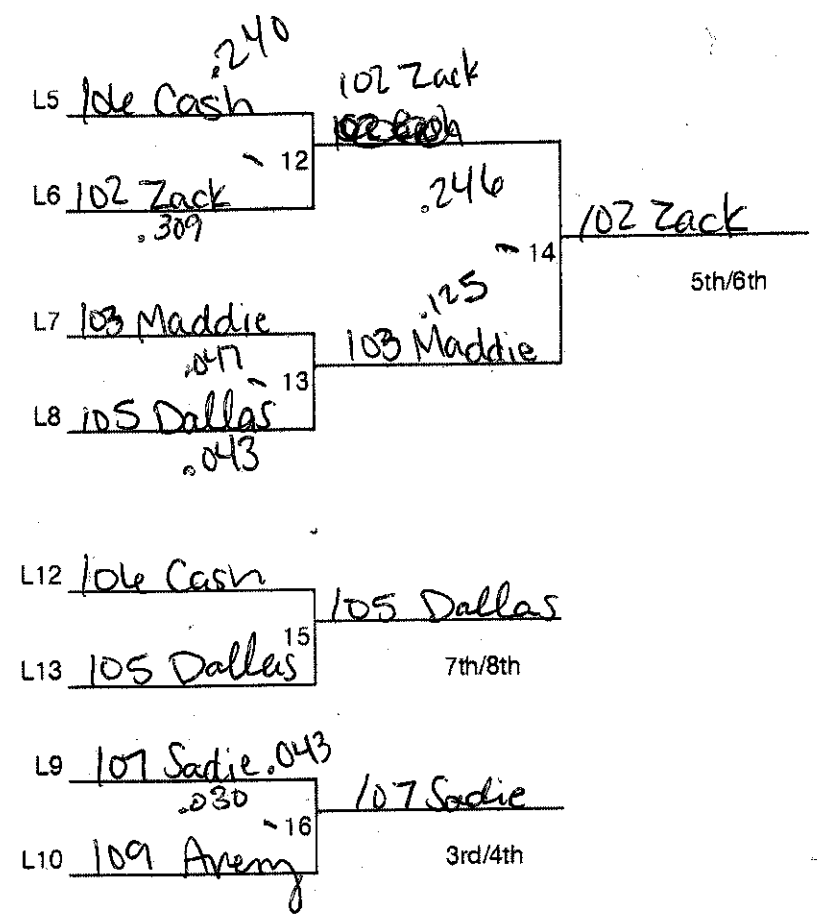 .240
L5 106 Cash
102 Zack
12
L6 102 Zack
.309
.246
102 Zack
14
5th/6th
L7 103 Maddie
.125
.047
103 Maddie
13
L8 105 Dallas
.043
L12 106 Cash
105 Dallas
15
L13 105 Dallas
7th/8th
L9 107 Sadie .043
.030
107 Sadie
16
L10 109 Avery
3rd/4th